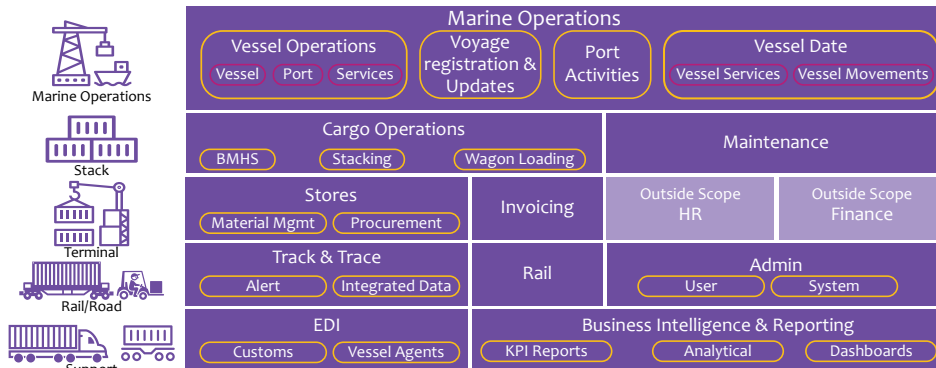 Marine Operations
Vessel Operations
Vessel
Port
Services
Voyage
registration &
Updates
Port
Activities
Vessel Date
Vessel Services
Vessel Movements
Marine Operations
Cargo Operations
BMHS
Stacking
Wagon Loading
Maintenance
Stack
Stores
Material Mgmt
Procurement
Invoicing
Outside Scope
HR
Outside Scope
Finance
Terminal
Track & Trace
Alert
Integrated Data
Rail
Admin
User
System
Rail/Road
EDI
Customs
Vessel Agents
Business Intelligence & Reporting
KPI Reports
Analytical
Dashboards
Support